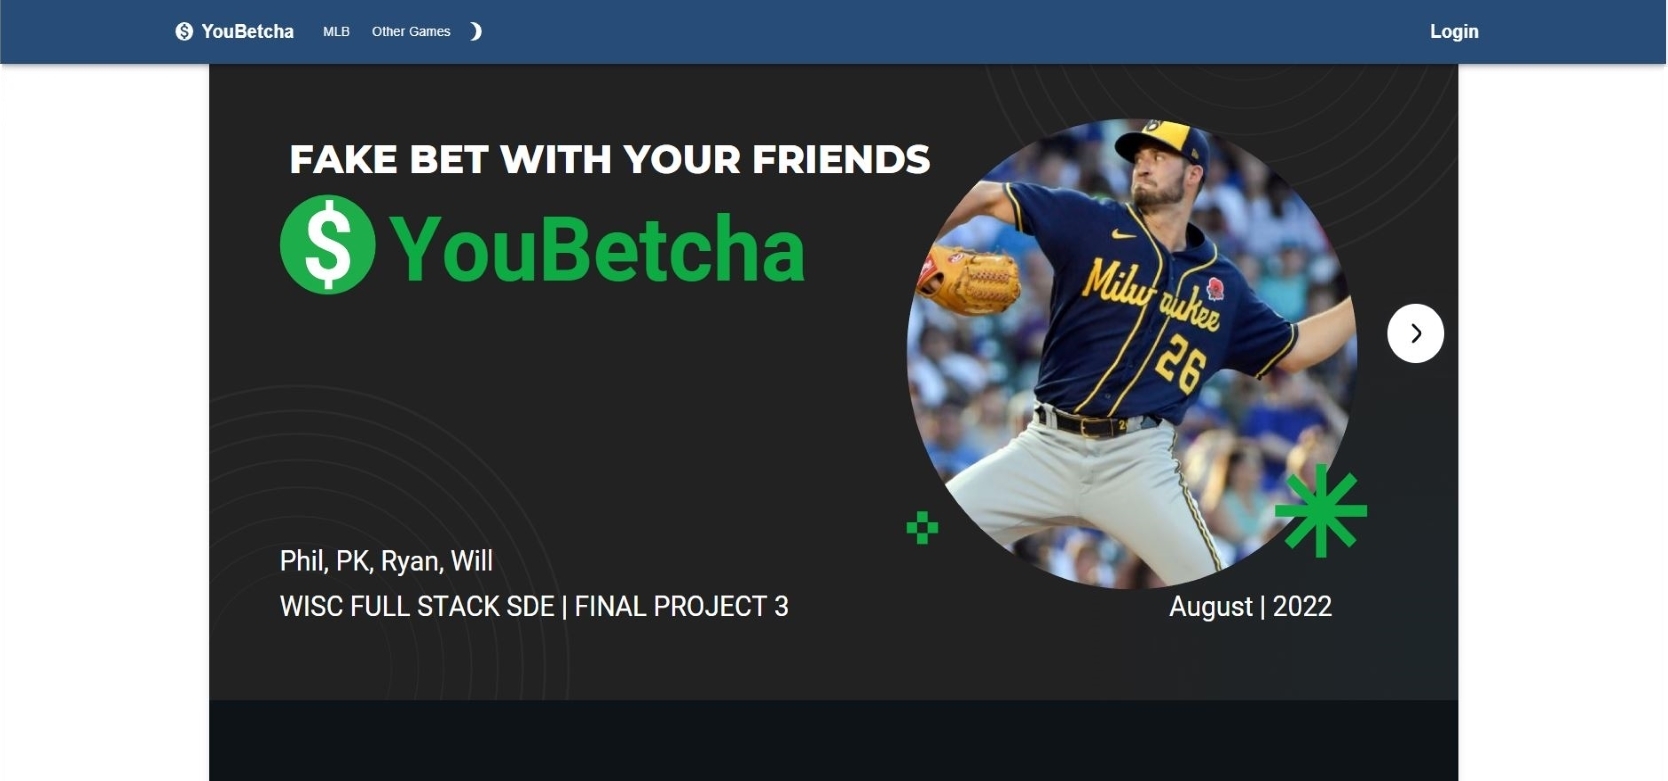 YouBetcha MLB Other Games Login
FAKE BET WITH YOUR FRIENDS
$ YouBetcha
Milwaukee
26
Phil, PK, Ryan, Will
WISC FULL STACK SDE | FINAL PROJECT 3
August | 2022